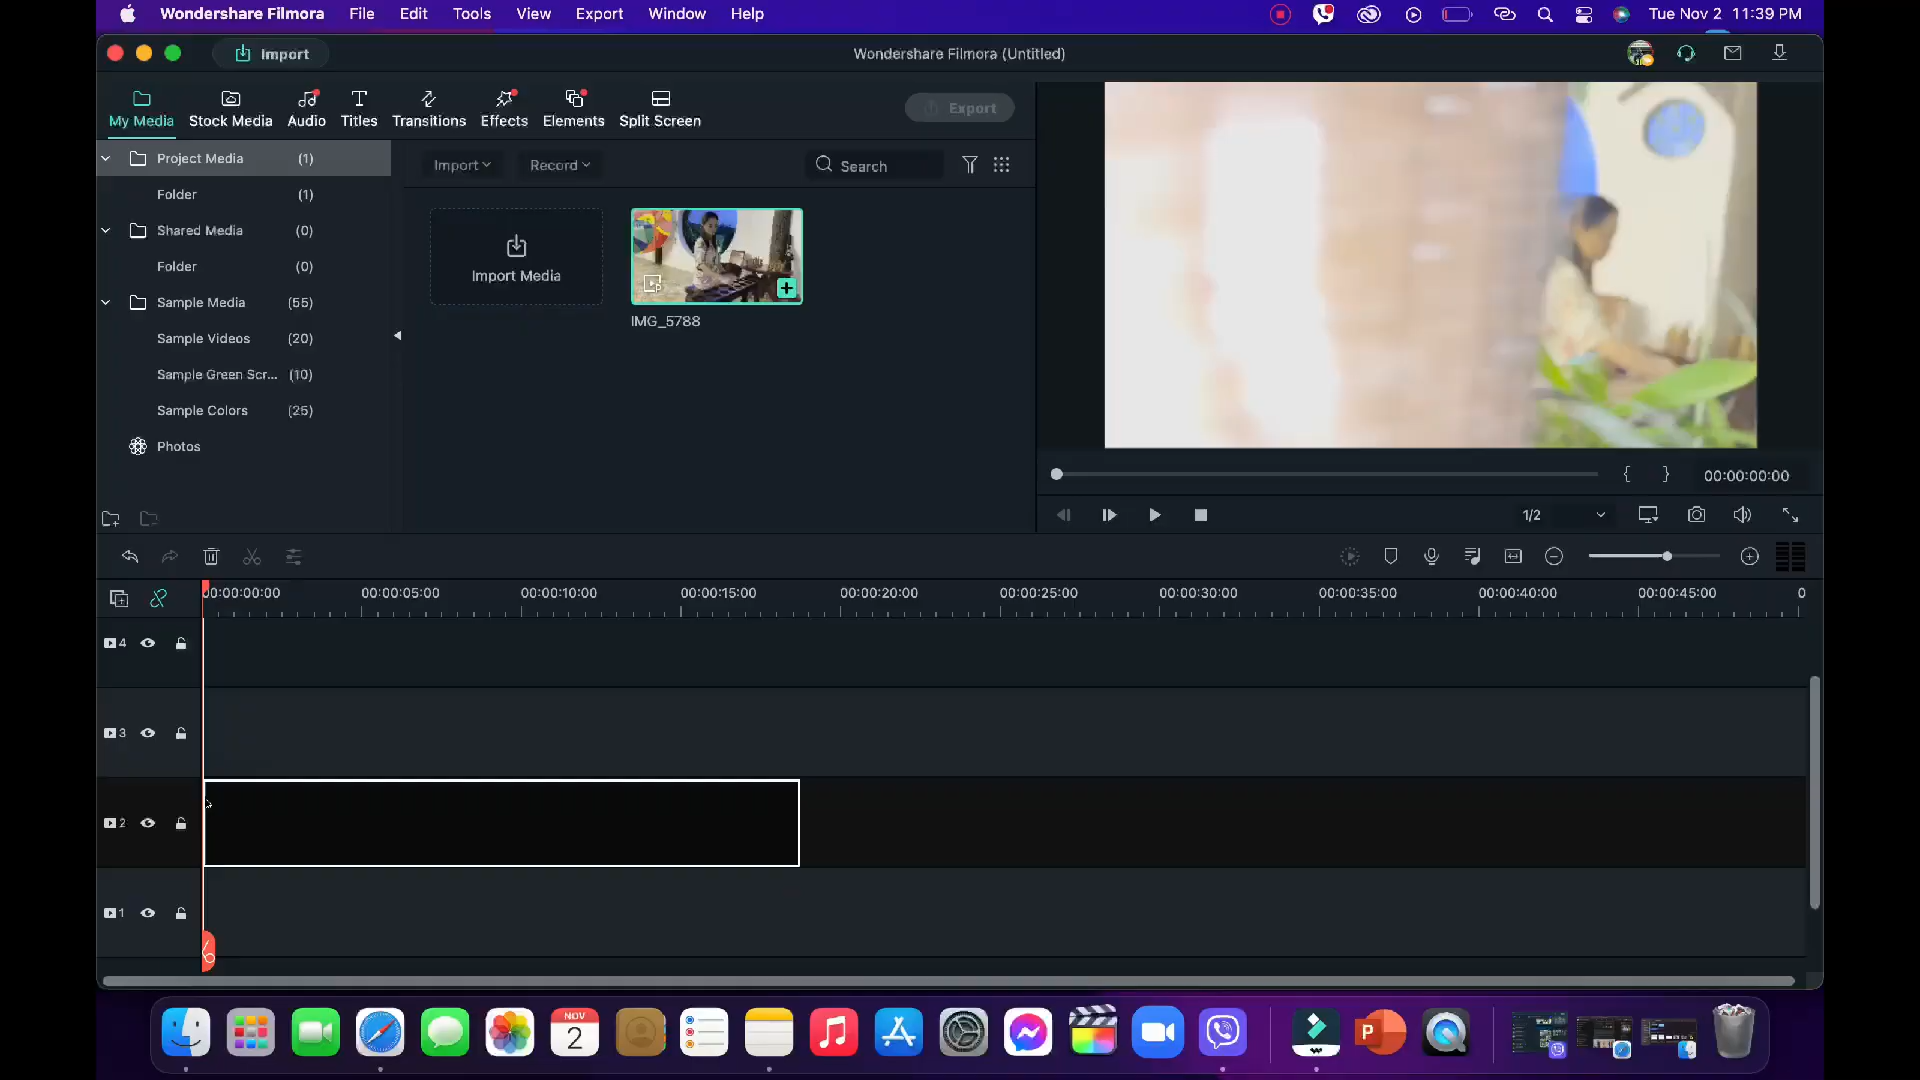 Wondershare Filmora File Edit Tools View Export Window Help Tue Nov 2 11:39 PM
Import
Wondershare Filmora (Untitled)
My Media Stock Media Audio Titles Transitions Effects Elements Split Screen
Export
Project Media (1)
Folder (1)
Shared Media (0)
Folder (0)
Sample Media (55)
Sample Videos (20)
Sample Green Scr... (10)
Sample Colors (25)
Photos
Import Record Search
Import Media
IMG_5788
{ } 00:00:00:00
1/2
00:00:00:00 00:00:05:00 00:00:10:00 00:00:15:00 00:00:20:00 00:00:25:00 00:00:30:00 00:00:35:00 00:00:40:00 00:00:45:00 0
4
3
2
1
NOV
2